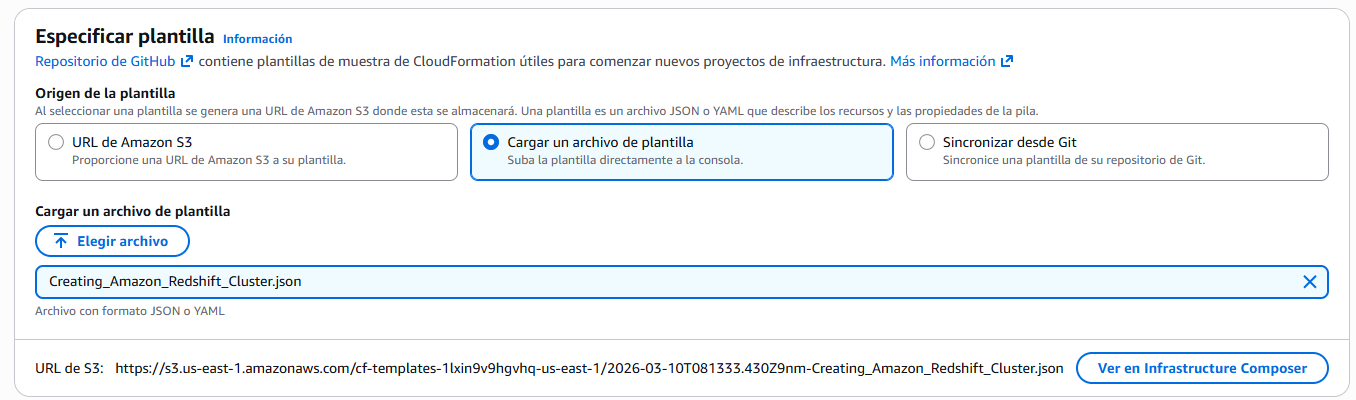 Especificar plantilla Información
Repositorio de GitHub contiene plantillas de muestra de CloudFormation útiles para comenzar nuevos proyectos de infraestructura. Más información
Origen de la plantilla
Al seleccionar una plantilla se genera una URL de Amazon S3 donde esta se almacenará. Una plantilla es un archivo JSON o YAML que describe los recursos y las propiedades de la pila.
URL de Amazon S3
Proporcione una URL de Amazon S3 a su plantilla.
Cargar un archivo de plantilla
Suba la plantilla directamente a la consola.
Sincronizar desde Git
Sincronice una plantilla de su repositorio de Git.
Cargar un archivo de plantilla
Elegir archivo
Creating_Amazon_Redshift_Cluster.json
Archivo con formato JSON o YAML
URL de S3: https://s3.us-east-1.amazonaws.com/cf-templates-1lxin9v9hgvhq-us-east-1/2026-03-10T081333.430Z9nm-Creating_Amazon_Redshift_Cluster.json Ver en Infrastructure Composer